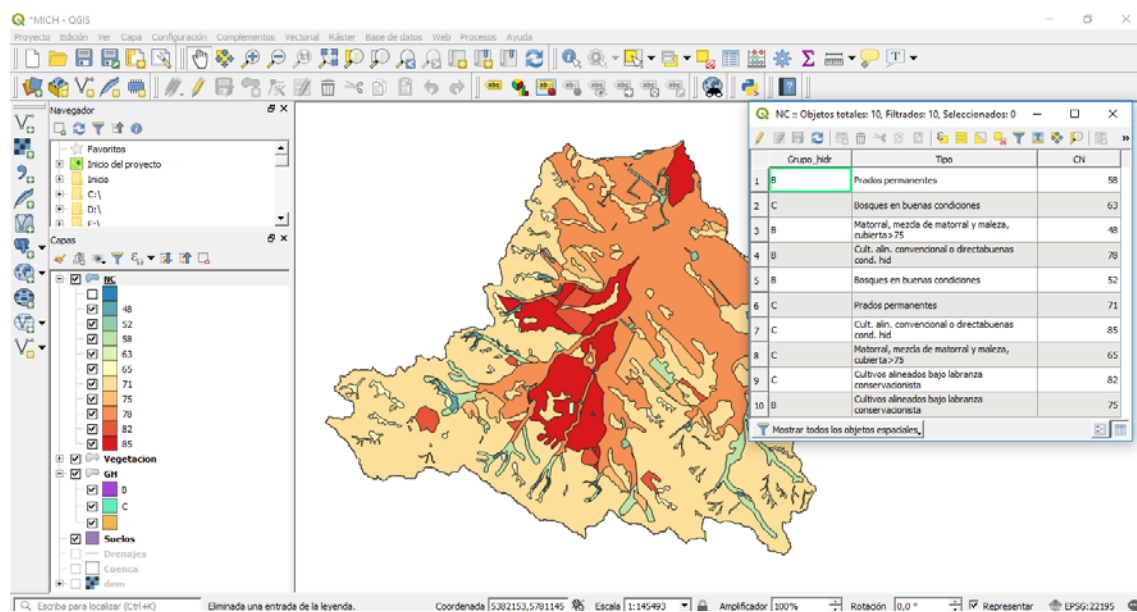 *MICH - QGIS
Proyecto Edición Ver Capa Configuración Complementos Vectorial Ráster Base de datos Web Procesos Ayuda
Navegador
Favoritos
Inicio del proyecto
Inicio
C:\
D:\
Capas
NC
48
52
58
63
65
71
75
78
82
85
Vegetacion
GH
B
C
Suelos
Drenajes
Cuenca
dem
NC :: Objetos totales: 10, Filtrados: 10, Seleccionados: 0
Grupo_hidr Tipo CN
1 B Prados permanentes 58
2 C Bosques en buenas condiciones 63
3 B Matorral, mezcla de matorral y maleza, cubierta>75 48
4 B Cult. alin. convencional o directabuenas cond. hid 78
5 B Bosques en buenas condiciones 52
6 C Prados permanentes 71
7 C Cult. alin. convencional o directabuenas cond. hid 85
8 C Matorral, mezcla de matorral y maleza, cubierta>75 65
9 C Cultivos alineados bajo labranza conservacionista 82
10 B Cultivos alineados bajo labranza conservacionista 75
Mostrar todos los objetos espaciales
Escriba para localizar (Ctrl+K) Eliminada una entrada de la leyenda. Coordenada 5382153,5781145 Escala 1:145493 Amplificador 100% Rotación 0,0 ° Representar EPSG:22195